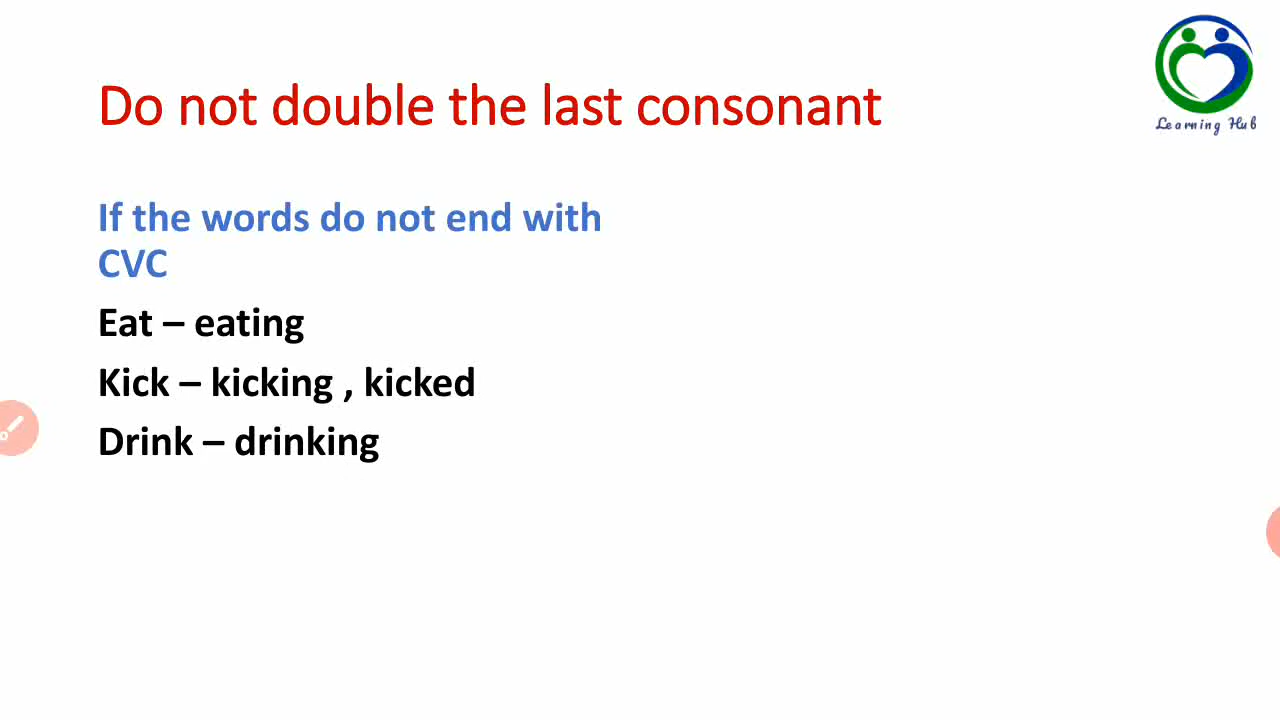 Learning Hub
Do not double the last consonant
If the words do not end with
CVC
Eat – eating
Kick – kicking , kicked
Drink – drinking